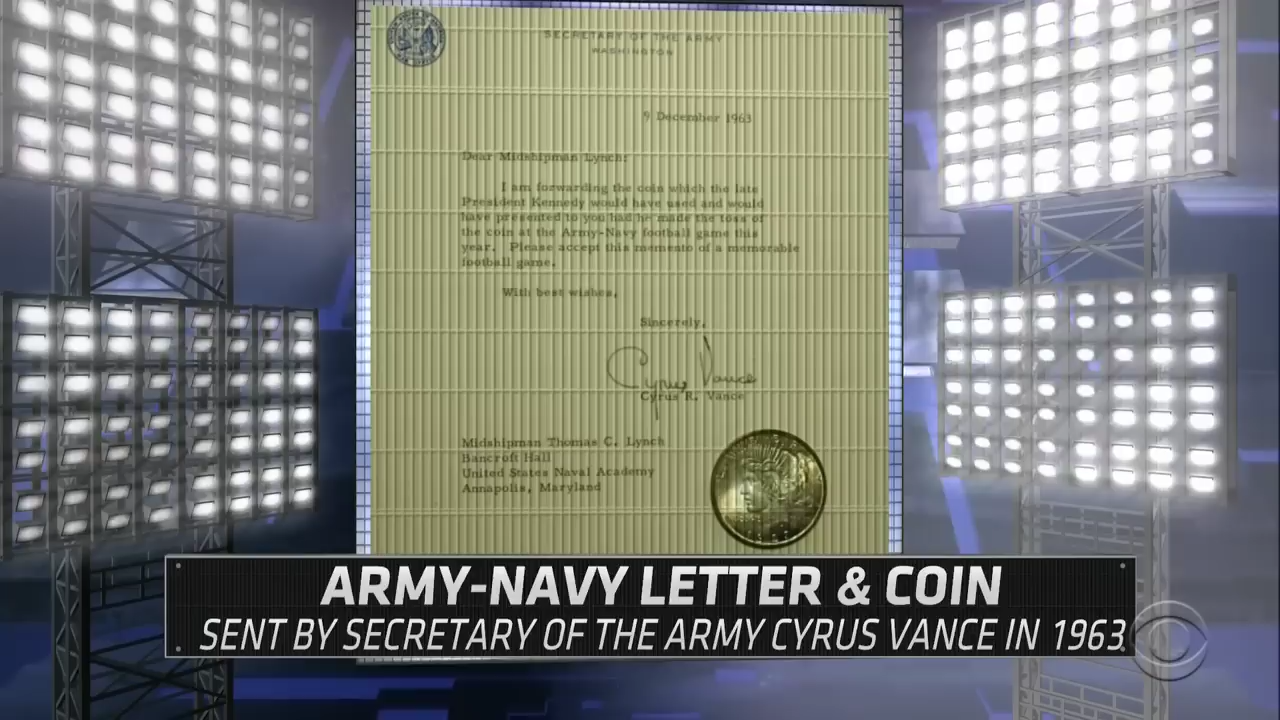 SECRETARY OF THE ARMY
WASHINGTON
9 December 1963
Dear Midshipman Lynch:
I am forwarding the coin which the late
President Kennedy would have used and would
have presented to you had he made the toss of
the coin at the Army-Navy football game this
year. Please accept this memento of a memorable
football game.
With best wishes,
Sincerely,
Cyrus Vance
Cyrus R. Vance
Midshipman Thomas C. Lynch
Bancroft Hall
United States Naval Academy
Annapolis, Maryland
ARMY-NAVY LETTER & COIN
SENT BY SECRETARY OF THE ARMY CYRUS VANCE IN 1963